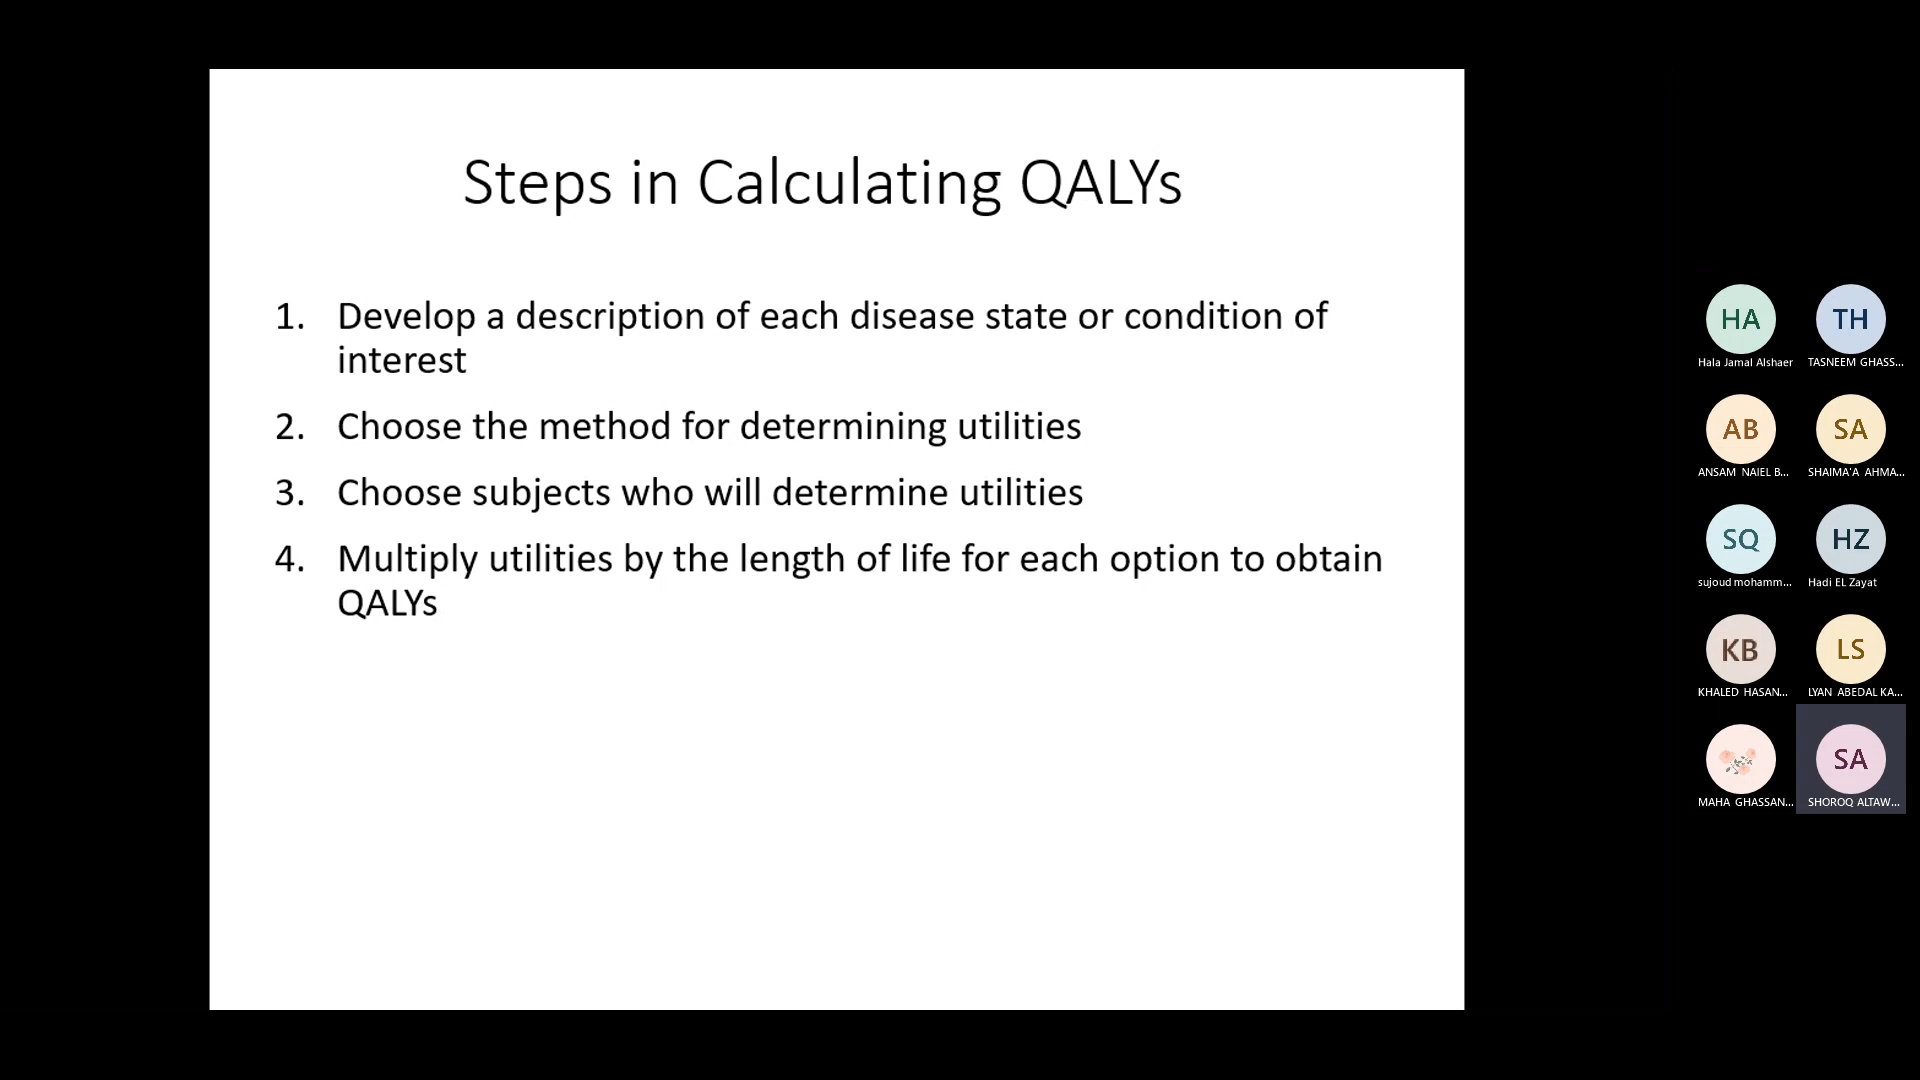 Steps in Calculating QALYs
1. Develop a description of each disease state or condition of
interest
2. Choose the method for determining utilities
3. Choose subjects who will determine utilities
4. Multiply utilities by the length of life for each option to obtain
QALYs
HA TH
Hala Jamal Alshaer TASNEEM GHASS...
AB SA
ANSAM NAIEL B... SHAIMA'A AHMA...
SQ HZ
sujoud mohamm... Hadi EL Zayat
KB LS
KHALED HASAN... LYAN ABEDAL KA...
SA
MAHA GHASSAN... SHOROQ ALTAW...